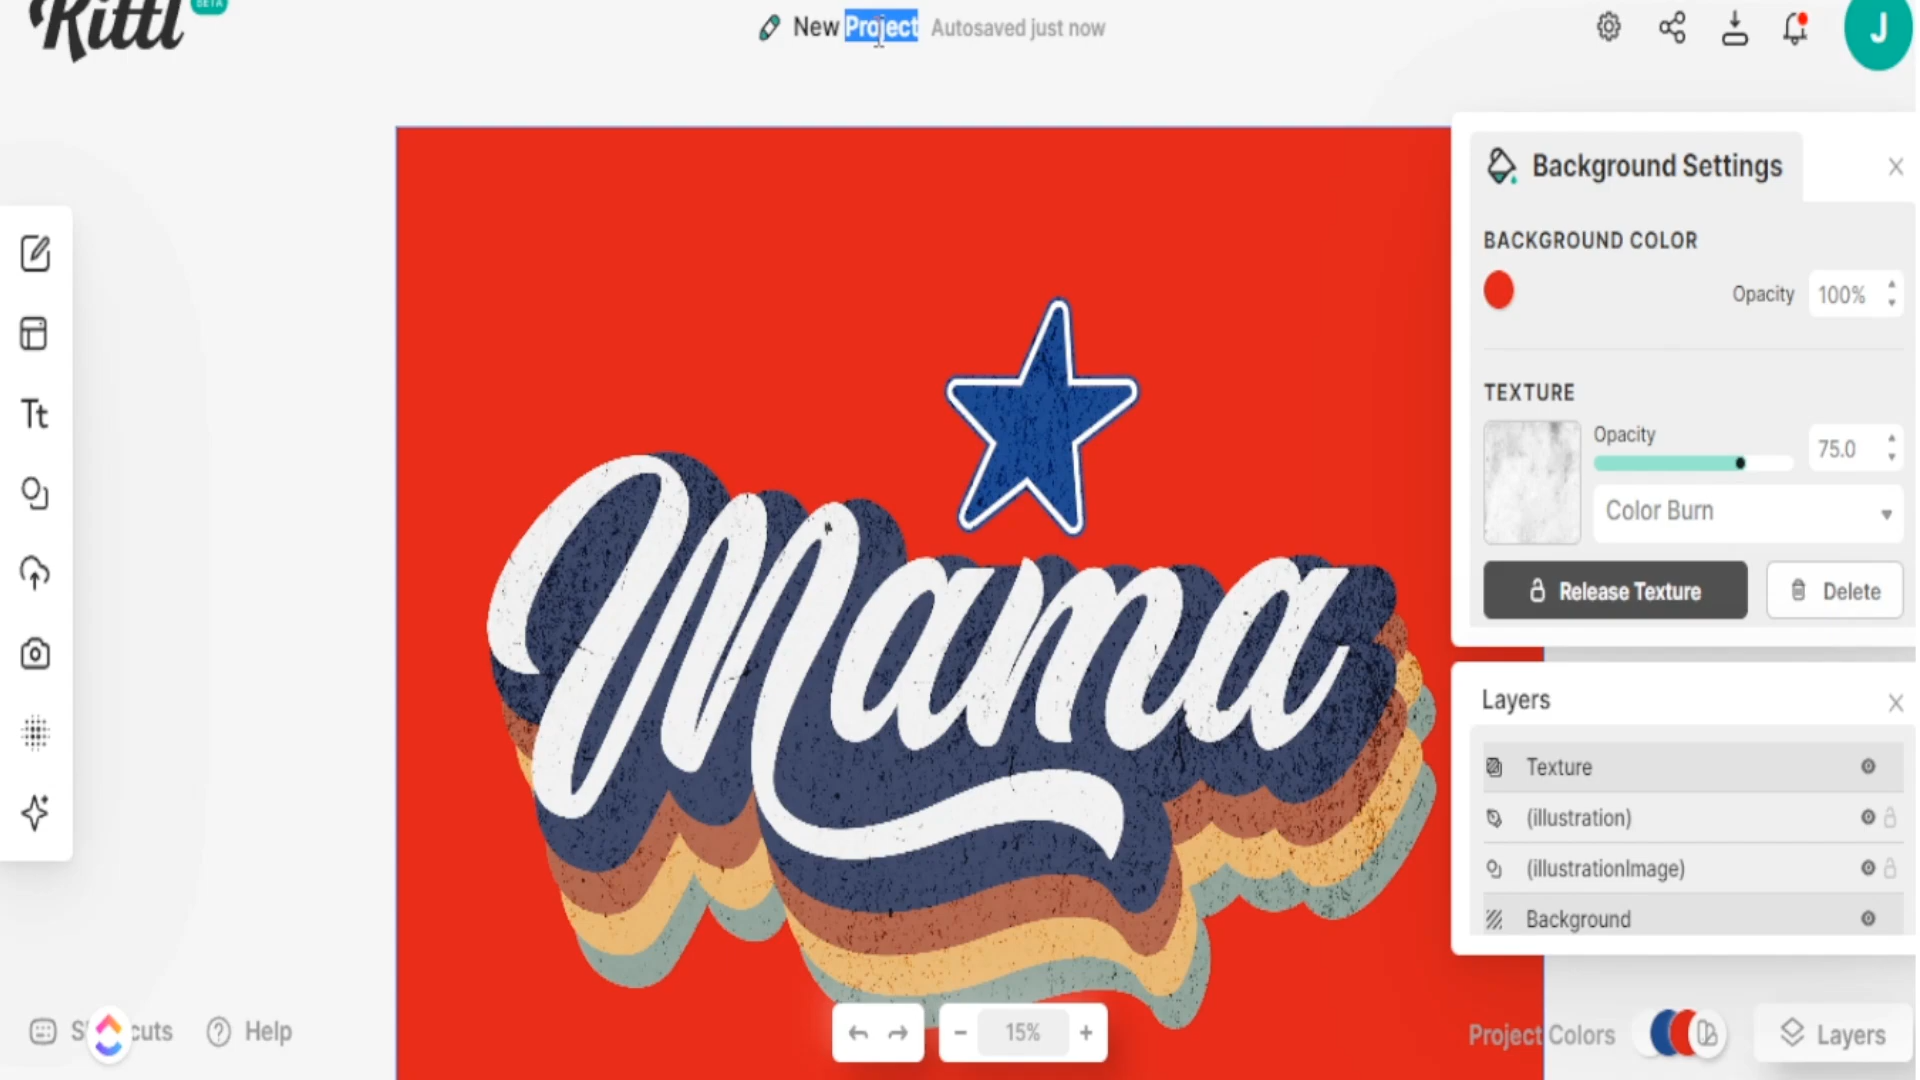 Kittl BETA
New Project Autosaved just now
J
Background Settings
BACKGROUND COLOR
Opacity 100%
TEXTURE
Opacity 75.0
Color Burn
Release Texture Delete
Tt
Mama
Layers
Texture
(illustration)
(illustrationImage)
Background
Help
15%
Project Colors
Layers